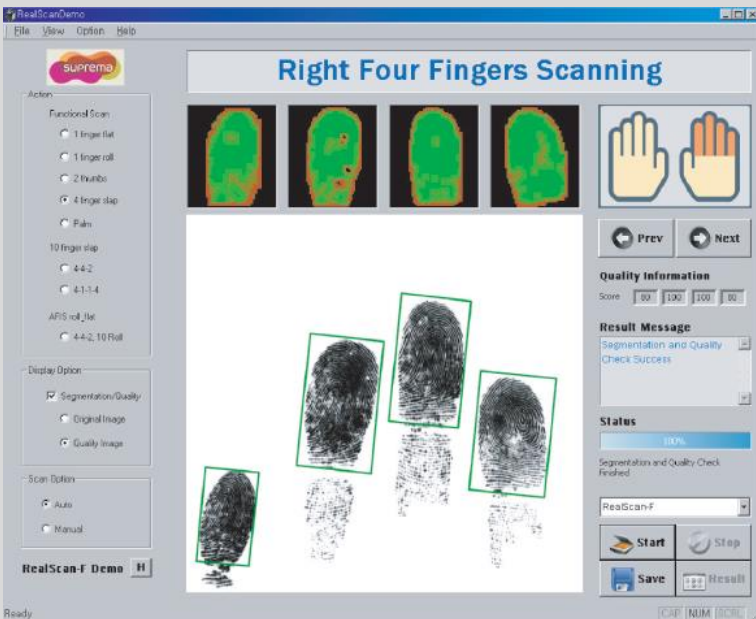 RealScanDemo
File View Option Help
suprema
Right Four Fingers Scanning
Action
Functional Scan
1 finger flat
1 finger roll
2 thumbs
4 finger slap
Palm
10 finger slap
4-4-2
4-1-1-4
AFIS roll_flat
4-4-2, 10 Roll
Display Option
Segmentation/Quality
Original Image
Quality Image
Scan Option
Auto
Manual
RealScan-F Demo H
Prev Next
Quality Information
Score 100 100
Result Message
Segmentation and Quality
Check Success
Status
100%
Segmentation and Quality Check
Finished
RealScan-F
Start Stop
Save Result
Ready
CAP NUM SCRL